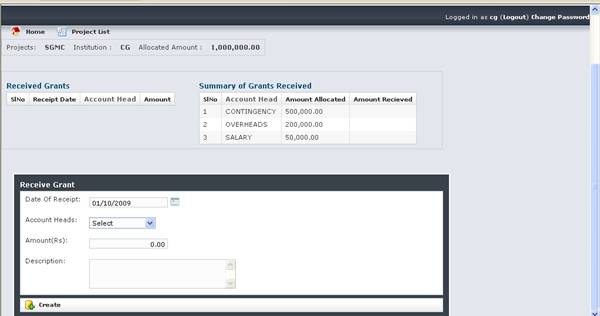 Logged in as cg (Logout) Change Password
Home Project List
Projects: SGMC Institution : CG Allocated Amount : 1,000,000.00
Received Grants
SlNo Receipt Date Account Head Amount
Summary of Grants Received
SlNo Account Head Amount Allocated Amount Recieved
1 CONTINGENCY 500,000.00
2 OVERHEADS 200,000.00
3 SALARY 50,000.00
Receive Grant
Date Of Receipt: 01/10/2009
Account Heads: Select
Amount(Rs): 0.00
Description:
Create